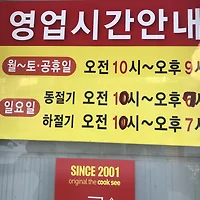 영업시간안내
월~토·공휴일 오전 10시~오후 9시
일요일
동절기 오전 10시~오후 7시
하절기 오전 10시~오후 7시
SINCE 2001
original the cook see